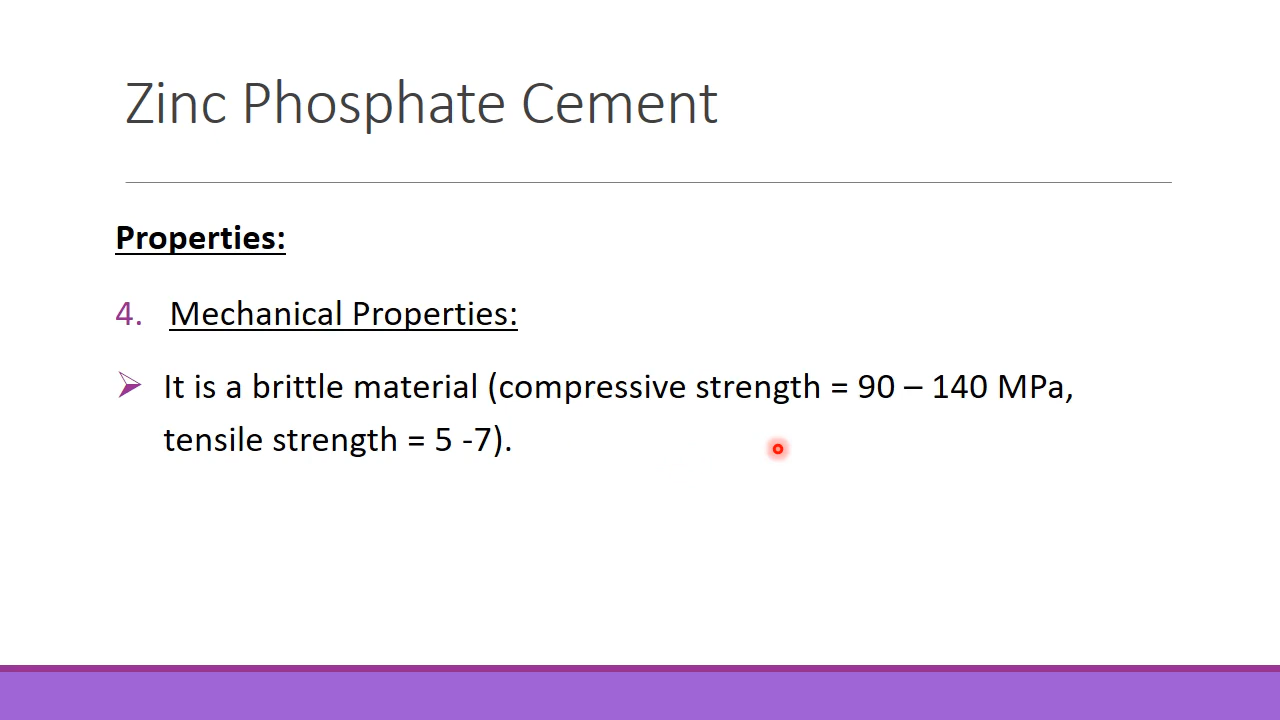 Zinc Phosphate Cement
Properties:
4. Mechanical Properties:
➢ It is a brittle material (compressive strength = 90 – 140 MPa,
tensile strength = 5 -7).